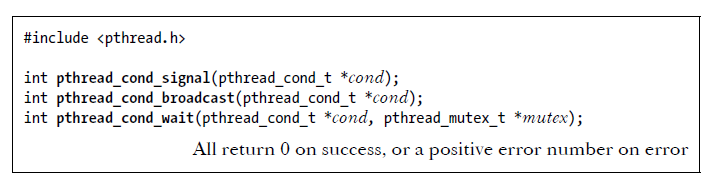 #include <pthread.h>
int pthread_cond_signal(pthread_cond_t *cond);
int pthread_cond_broadcast(pthread_cond_t *cond);
int pthread_cond_wait(pthread_cond_t *cond, pthread_mutex_t *mutex);
All return 0 on success, or a positive error number on error